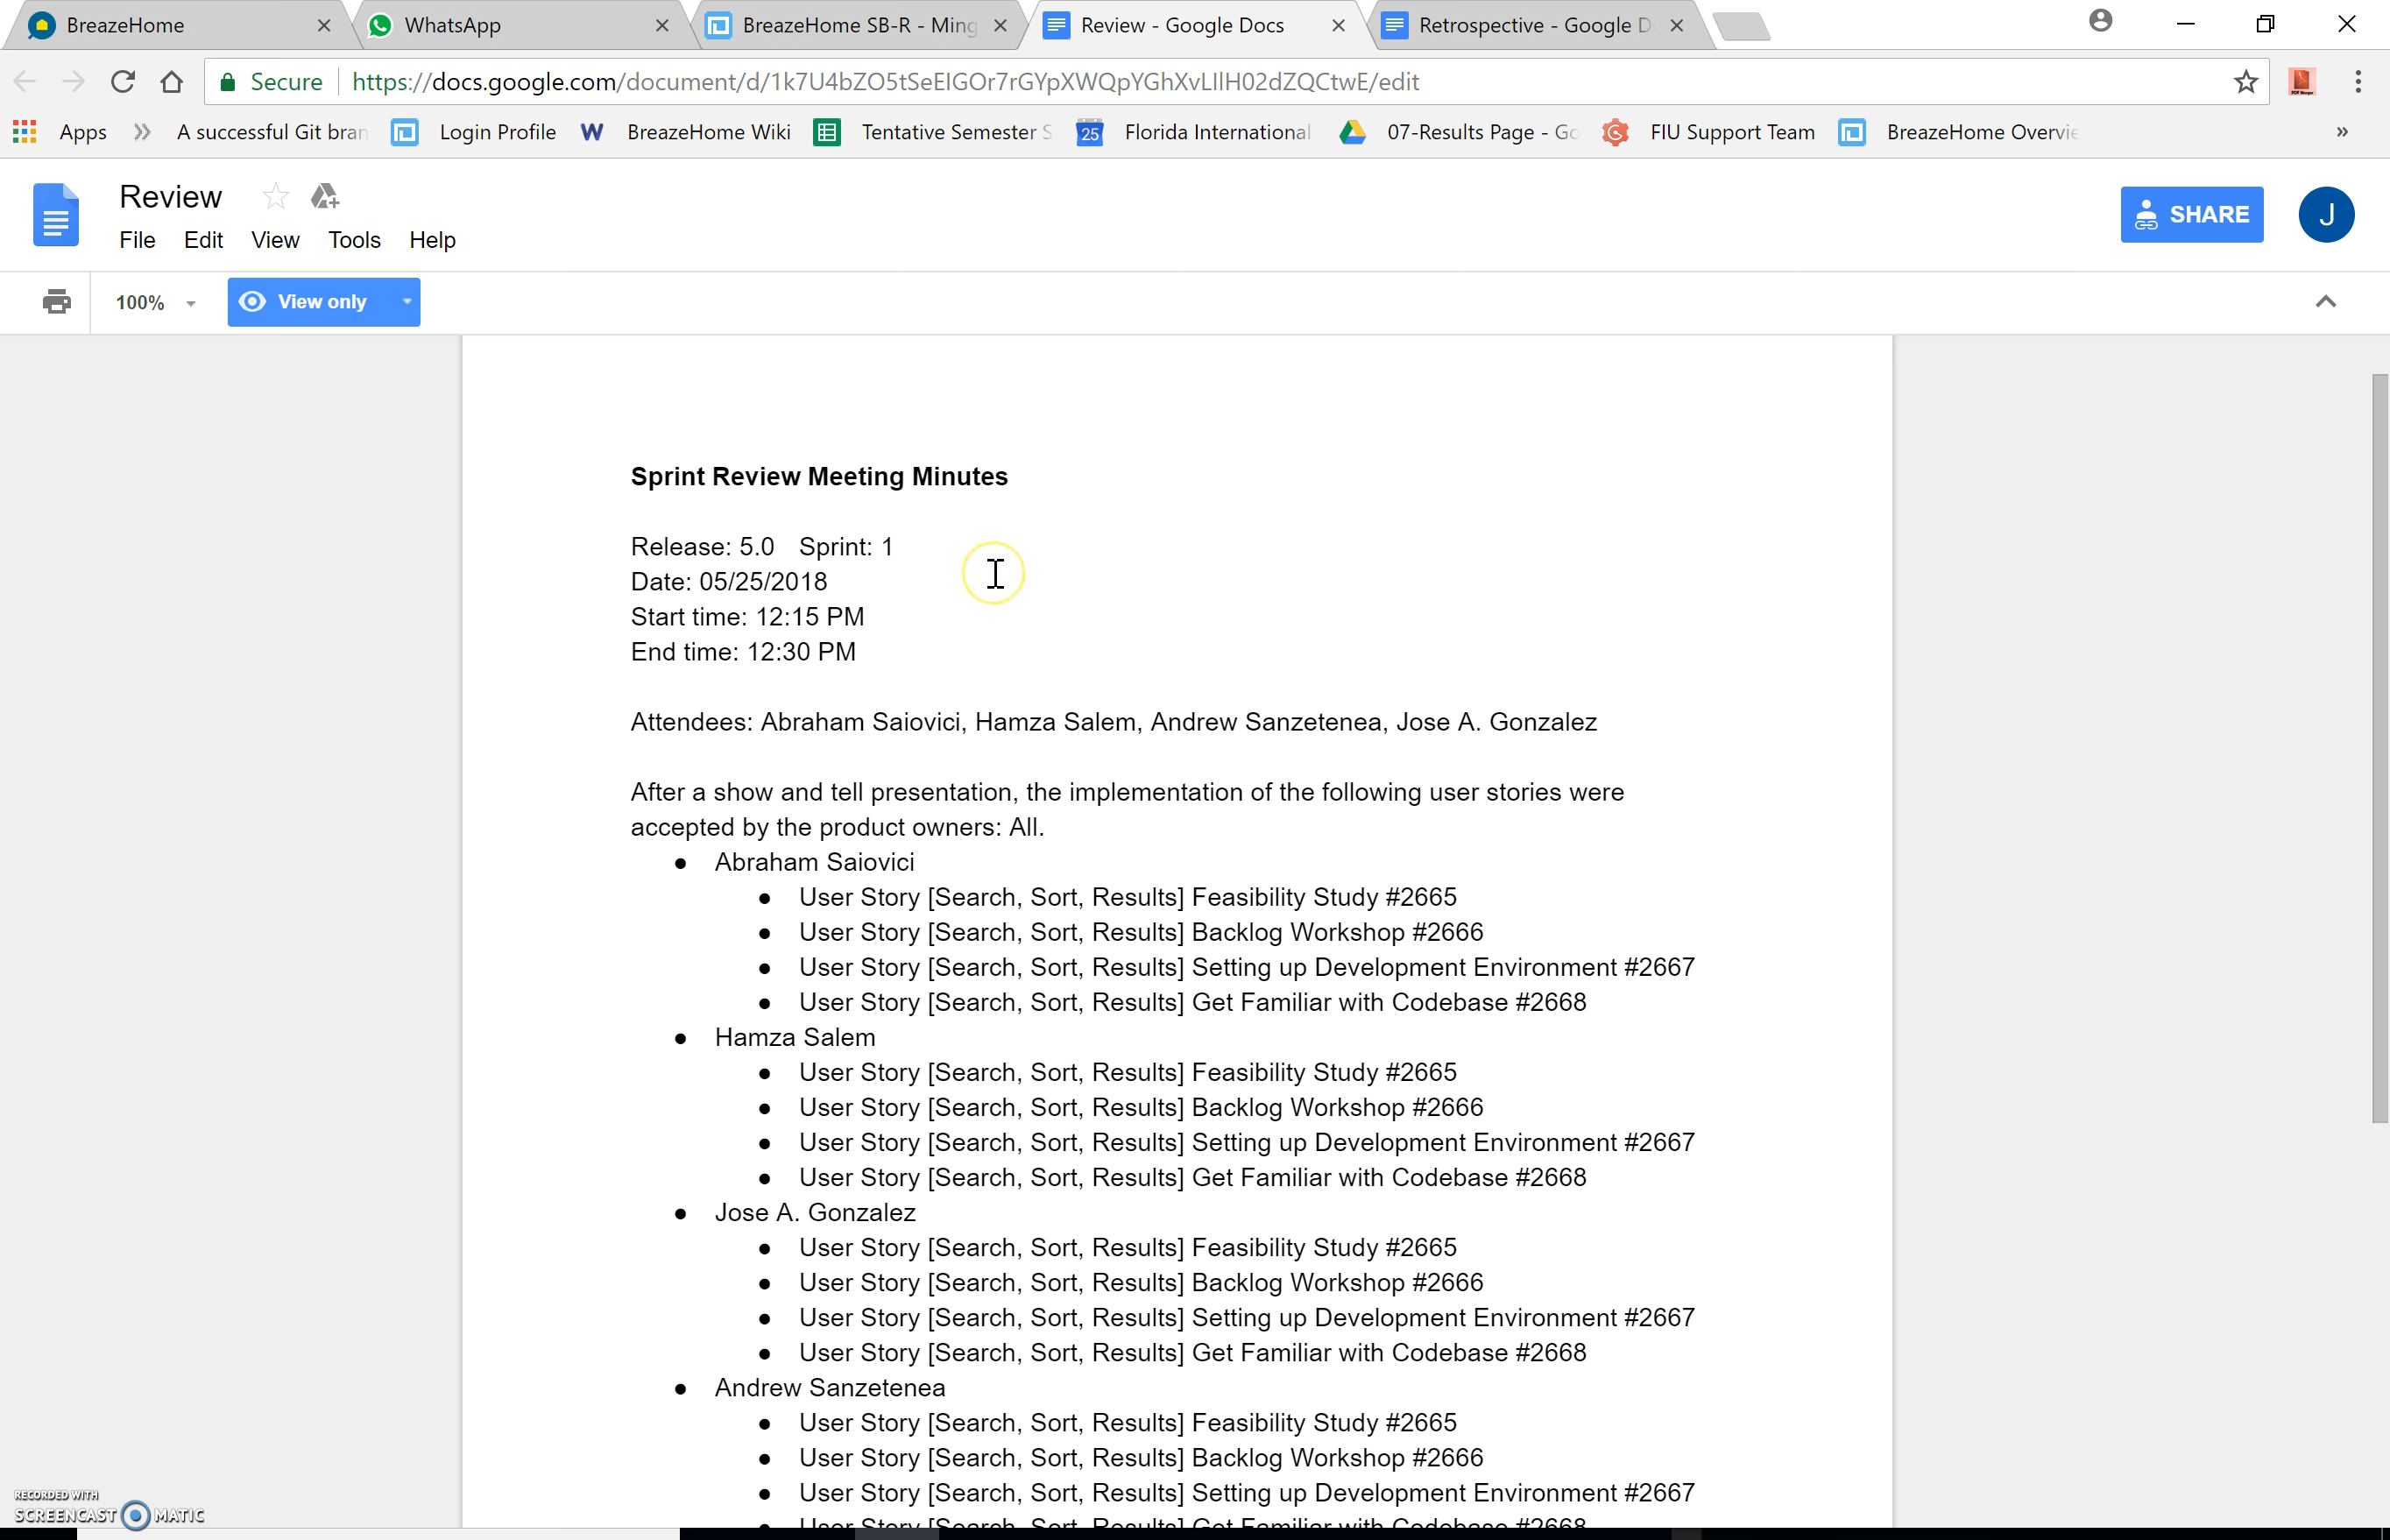 BreazeHome
WhatsApp
BreazeHome SB-R - Ming
Review - Google Docs
Retrospective - Google D
Secure
https://docs.google.com/document/d/1k7U4bZO5tSeEIGOr7rGYpXWQpYGhXvLIlH02dZQCtwE/edit
Apps
A successful Git bran
Login Profile
BreazeHome Wiki
Tentative Semester S
25
Florida International
07-Results Page - Go
FIU Support Team
BreazeHome Overvie
Review
SHARE
J
File Edit View Tools Help
100%
View only
Sprint Review Meeting Minutes
Release: 5.0 Sprint: 1
Date: 05/25/2018
Start time: 12:15 PM
End time: 12:30 PM
Attendees: Abraham Saiovici, Hamza Salem, Andrew Sanzetenea, Jose A. Gonzalez
After a show and tell presentation, the implementation of the following user stories were
accepted by the product owners: All.
● Abraham Saiovici
● User Story [Search, Sort, Results] Feasibility Study #2665
● User Story [Search, Sort, Results] Backlog Workshop #2666
● User Story [Search, Sort, Results] Setting up Development Environment #2667
● User Story [Search, Sort, Results] Get Familiar with Codebase #2668
● Hamza Salem
● User Story [Search, Sort, Results] Feasibility Study #2665
● User Story [Search, Sort, Results] Backlog Workshop #2666
● User Story [Search, Sort, Results] Setting up Development Environment #2667
● User Story [Search, Sort, Results] Get Familiar with Codebase #2668
● Jose A. Gonzalez
● User Story [Search, Sort, Results] Feasibility Study #2665
● User Story [Search, Sort, Results] Backlog Workshop #2666
● User Story [Search, Sort, Results] Setting up Development Environment #2667
● User Story [Search, Sort, Results] Get Familiar with Codebase #2668
● Andrew Sanzetenea
● User Story [Search, Sort, Results] Feasibility Study #2665
● User Story [Search, Sort, Results] Backlog Workshop #2666
● User Story [Search, Sort, Results] Setting up Development Environment #2667
● User Story [Search, Sort, Results] Get Familiar with Codebase #2668
RECORDED WITH
SCREENCAST MATIC